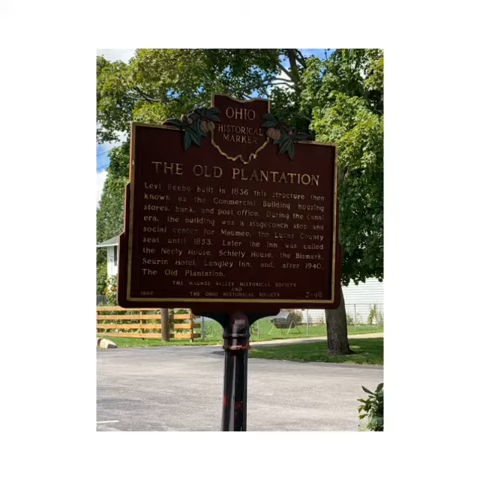 OHIO
HISTORICAL
MARKER
THE OLD PLANTATION
Levi Beebe built in 1836 this structure then
known as the Commercial Building housing
stores, bank, and post office. During the canal
era, the building was a stagecoach stop and
social center for Maumee, the Lucas County
seat until 1853. Later the inn was called
the Neely House, Schiely House, the Bismark,
Seurin Hotel, Langley Inn, and, after 1940,
The Old Plantation.
THE MAUMEE VALLEY HISTORICAL SOCIETY
AND
THE OHIO HISTORICAL SOCIETY
2-48